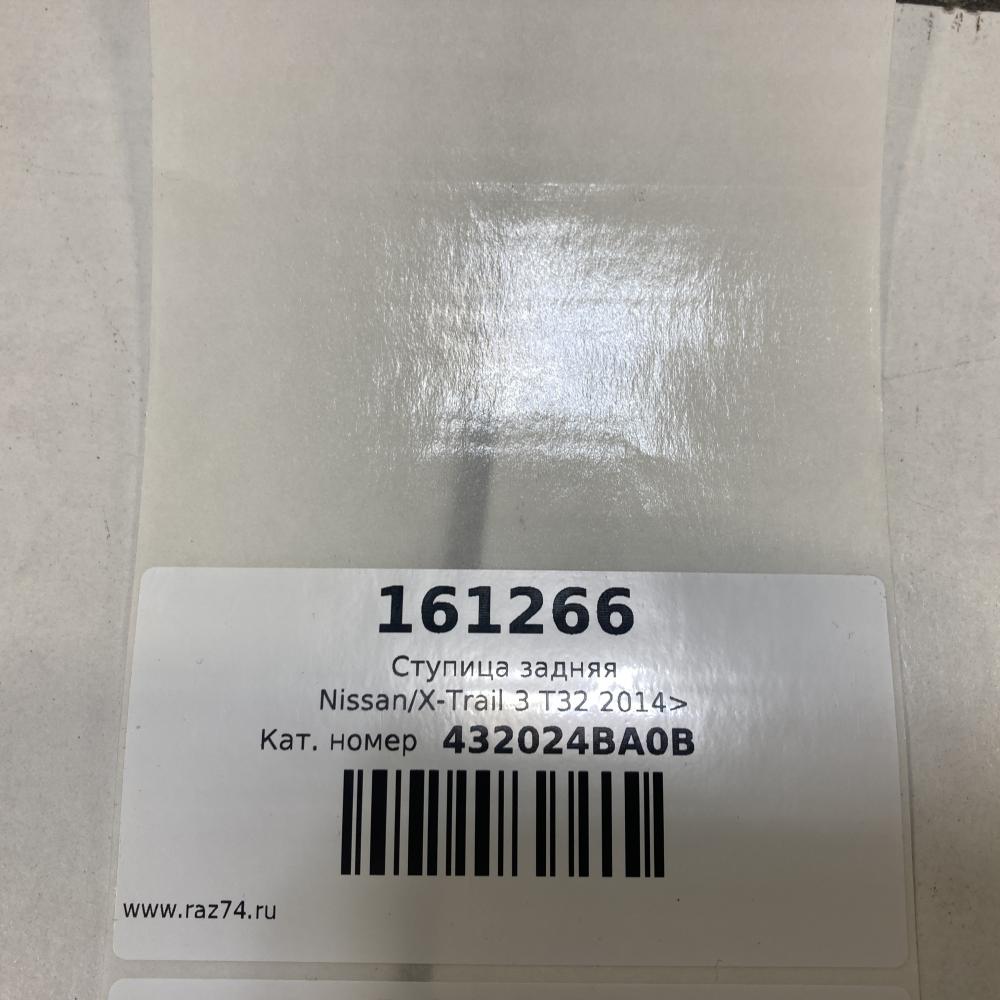 161266
Ступица задняя
Nissan/X-Trail 3 T32 2014>
Кат. номер 432024BA0B
www.raz74.ru